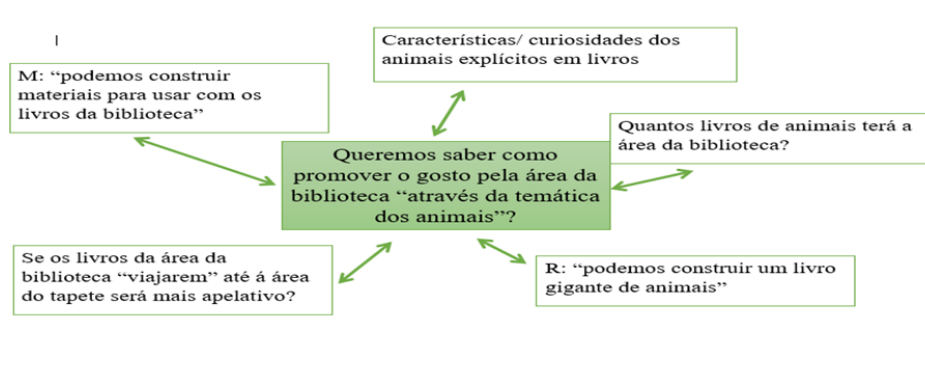 Características/ curiosidades dos
animais explícitos em livros
M: “podemos construir
materiais para usar com os
livros da biblioteca”
Quantos livros de animais terá a
área da biblioteca?
Queremos saber como
promover o gosto pela área da
biblioteca “através da temática
dos animais”?
Se os livros da área da
biblioteca “viajarem” até á área
do tapete será mais apelativo?
R: “podemos construir um livro
gigante de animais”